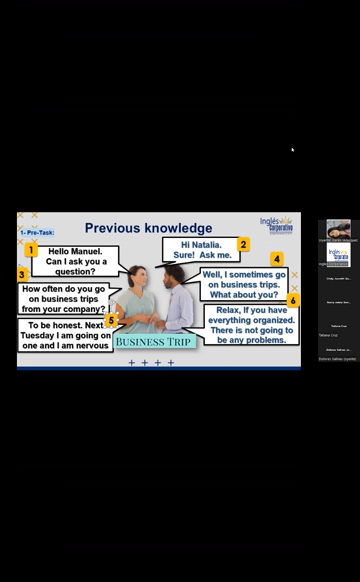 1- Pre-Task:
Previous knowledge
Inglés
Corporativo
1
Hello Manuel.
Can I ask you a
question?
2
Hi Natalia.
Sure! Ask me.
3
How often do you go
on business trips
from your company?
4
Well, I sometimes go
on business trips.
What about you?
5
To be honest. Next
Tuesday I am going on
one and I am nervous
6
Relax, If you have
everything organized.
There is not going to
be any problems.
BUSINESS TRIP
Tatiana Cruz